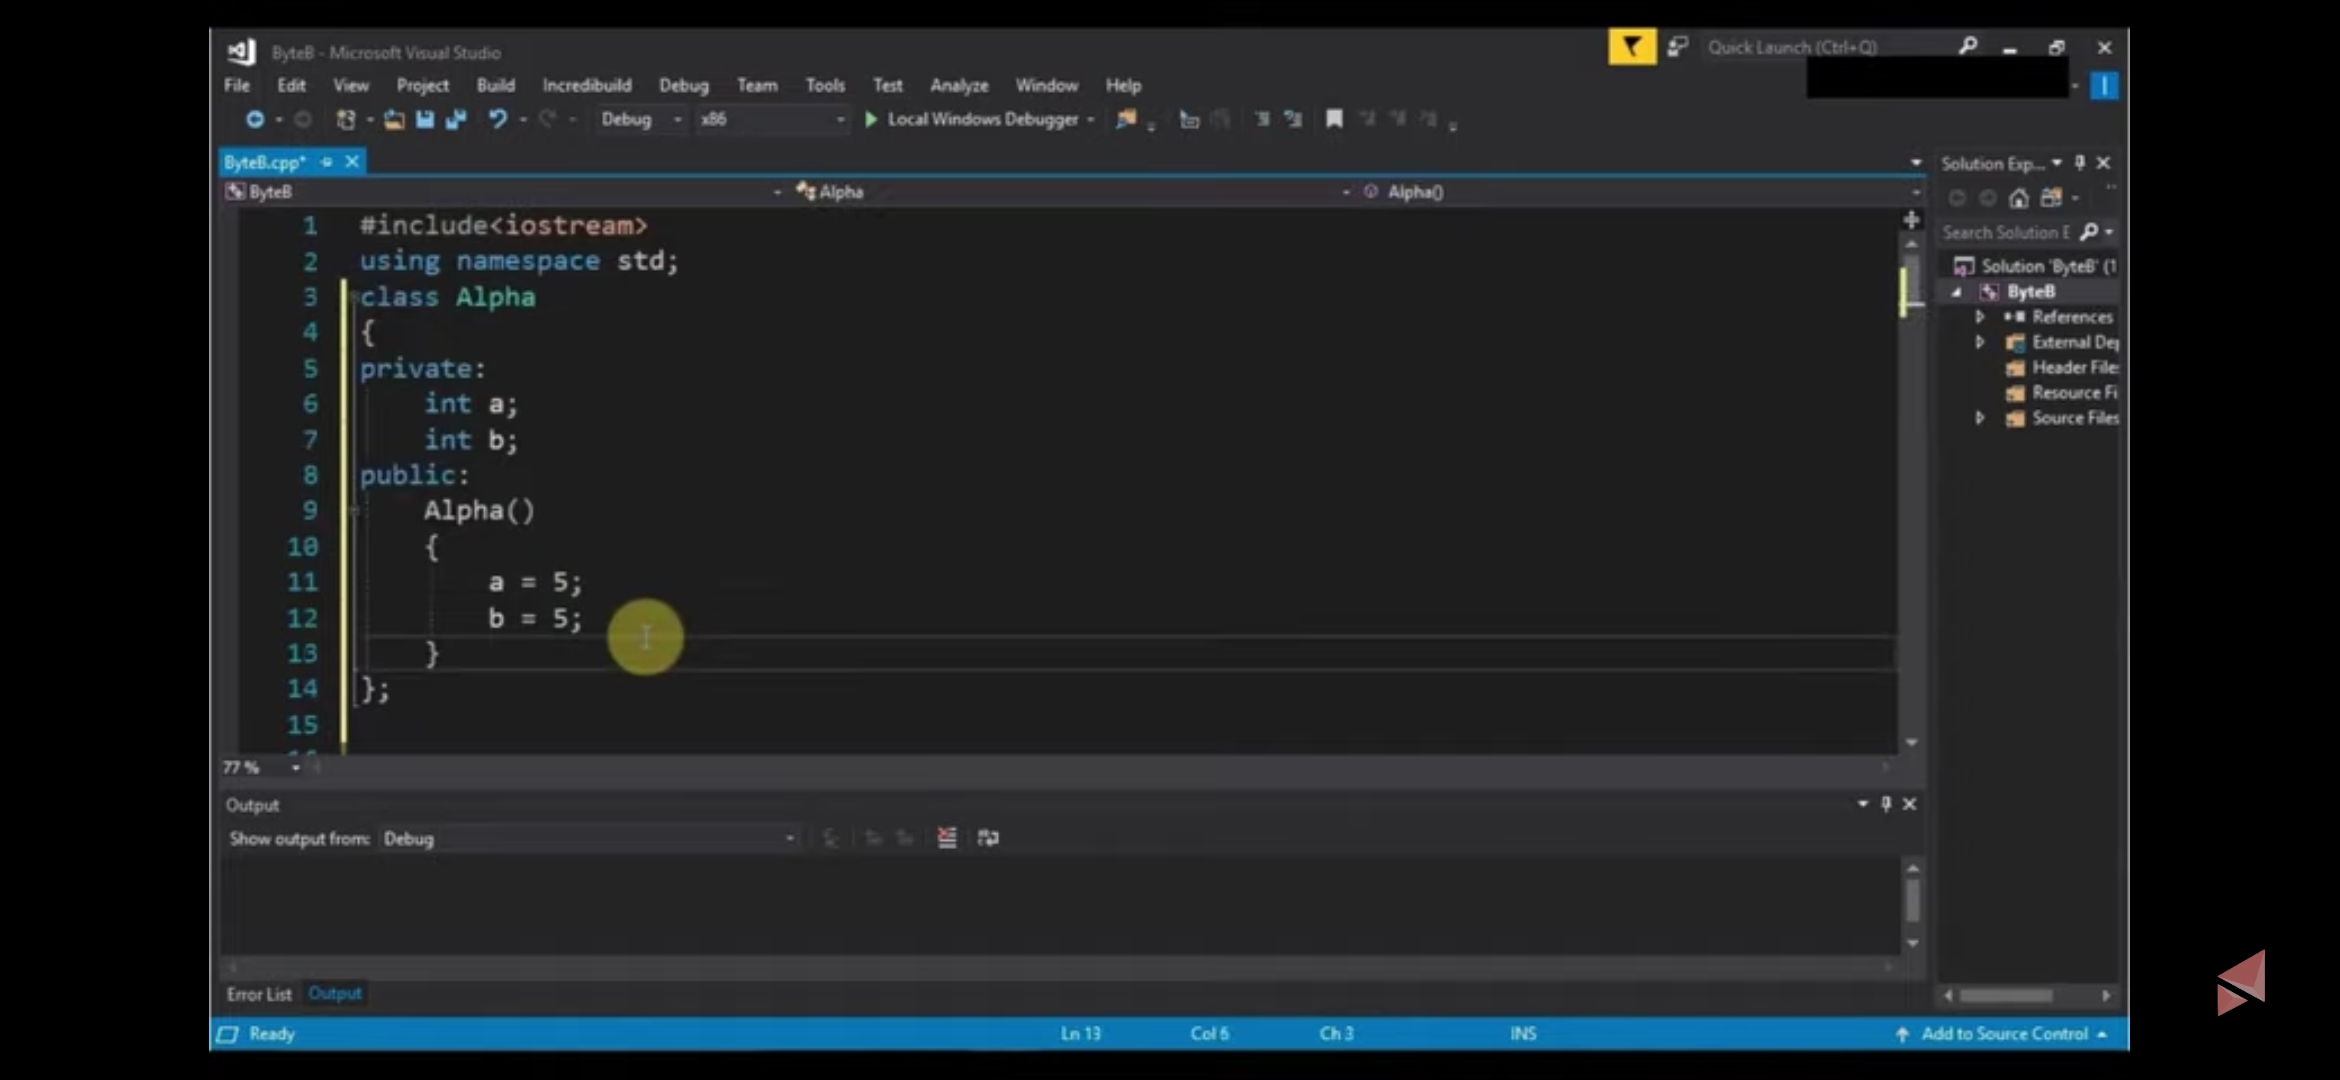 ByteB - Microsoft Visual Studio
Quick Launch (Ctrl+Q)
File Edit View Project Build Incredibuild Debug Team Tools Test Analyze Window Help
Debug x86 Local Windows Debugger
ByteB.cpp*
Solution Exp...
ByteB Alpha Alpha()
1 #include<iostream>
2 using namespace std;
3 class Alpha
4 {
5 private:
6 int a;
7 int b;
8 public:
9 Alpha()
10 {
11 a = 5;
12 b = 5;
13 }
14 };
15
Search Solution E
Solution 'ByteB' (1
ByteB
References
External Dep
Header Files
Resource Fi
Source Files
77 %
Output
Show output from: Debug
Error List Output
Ready Ln 13 Col 6 Ch 3 INS Add to Source Control